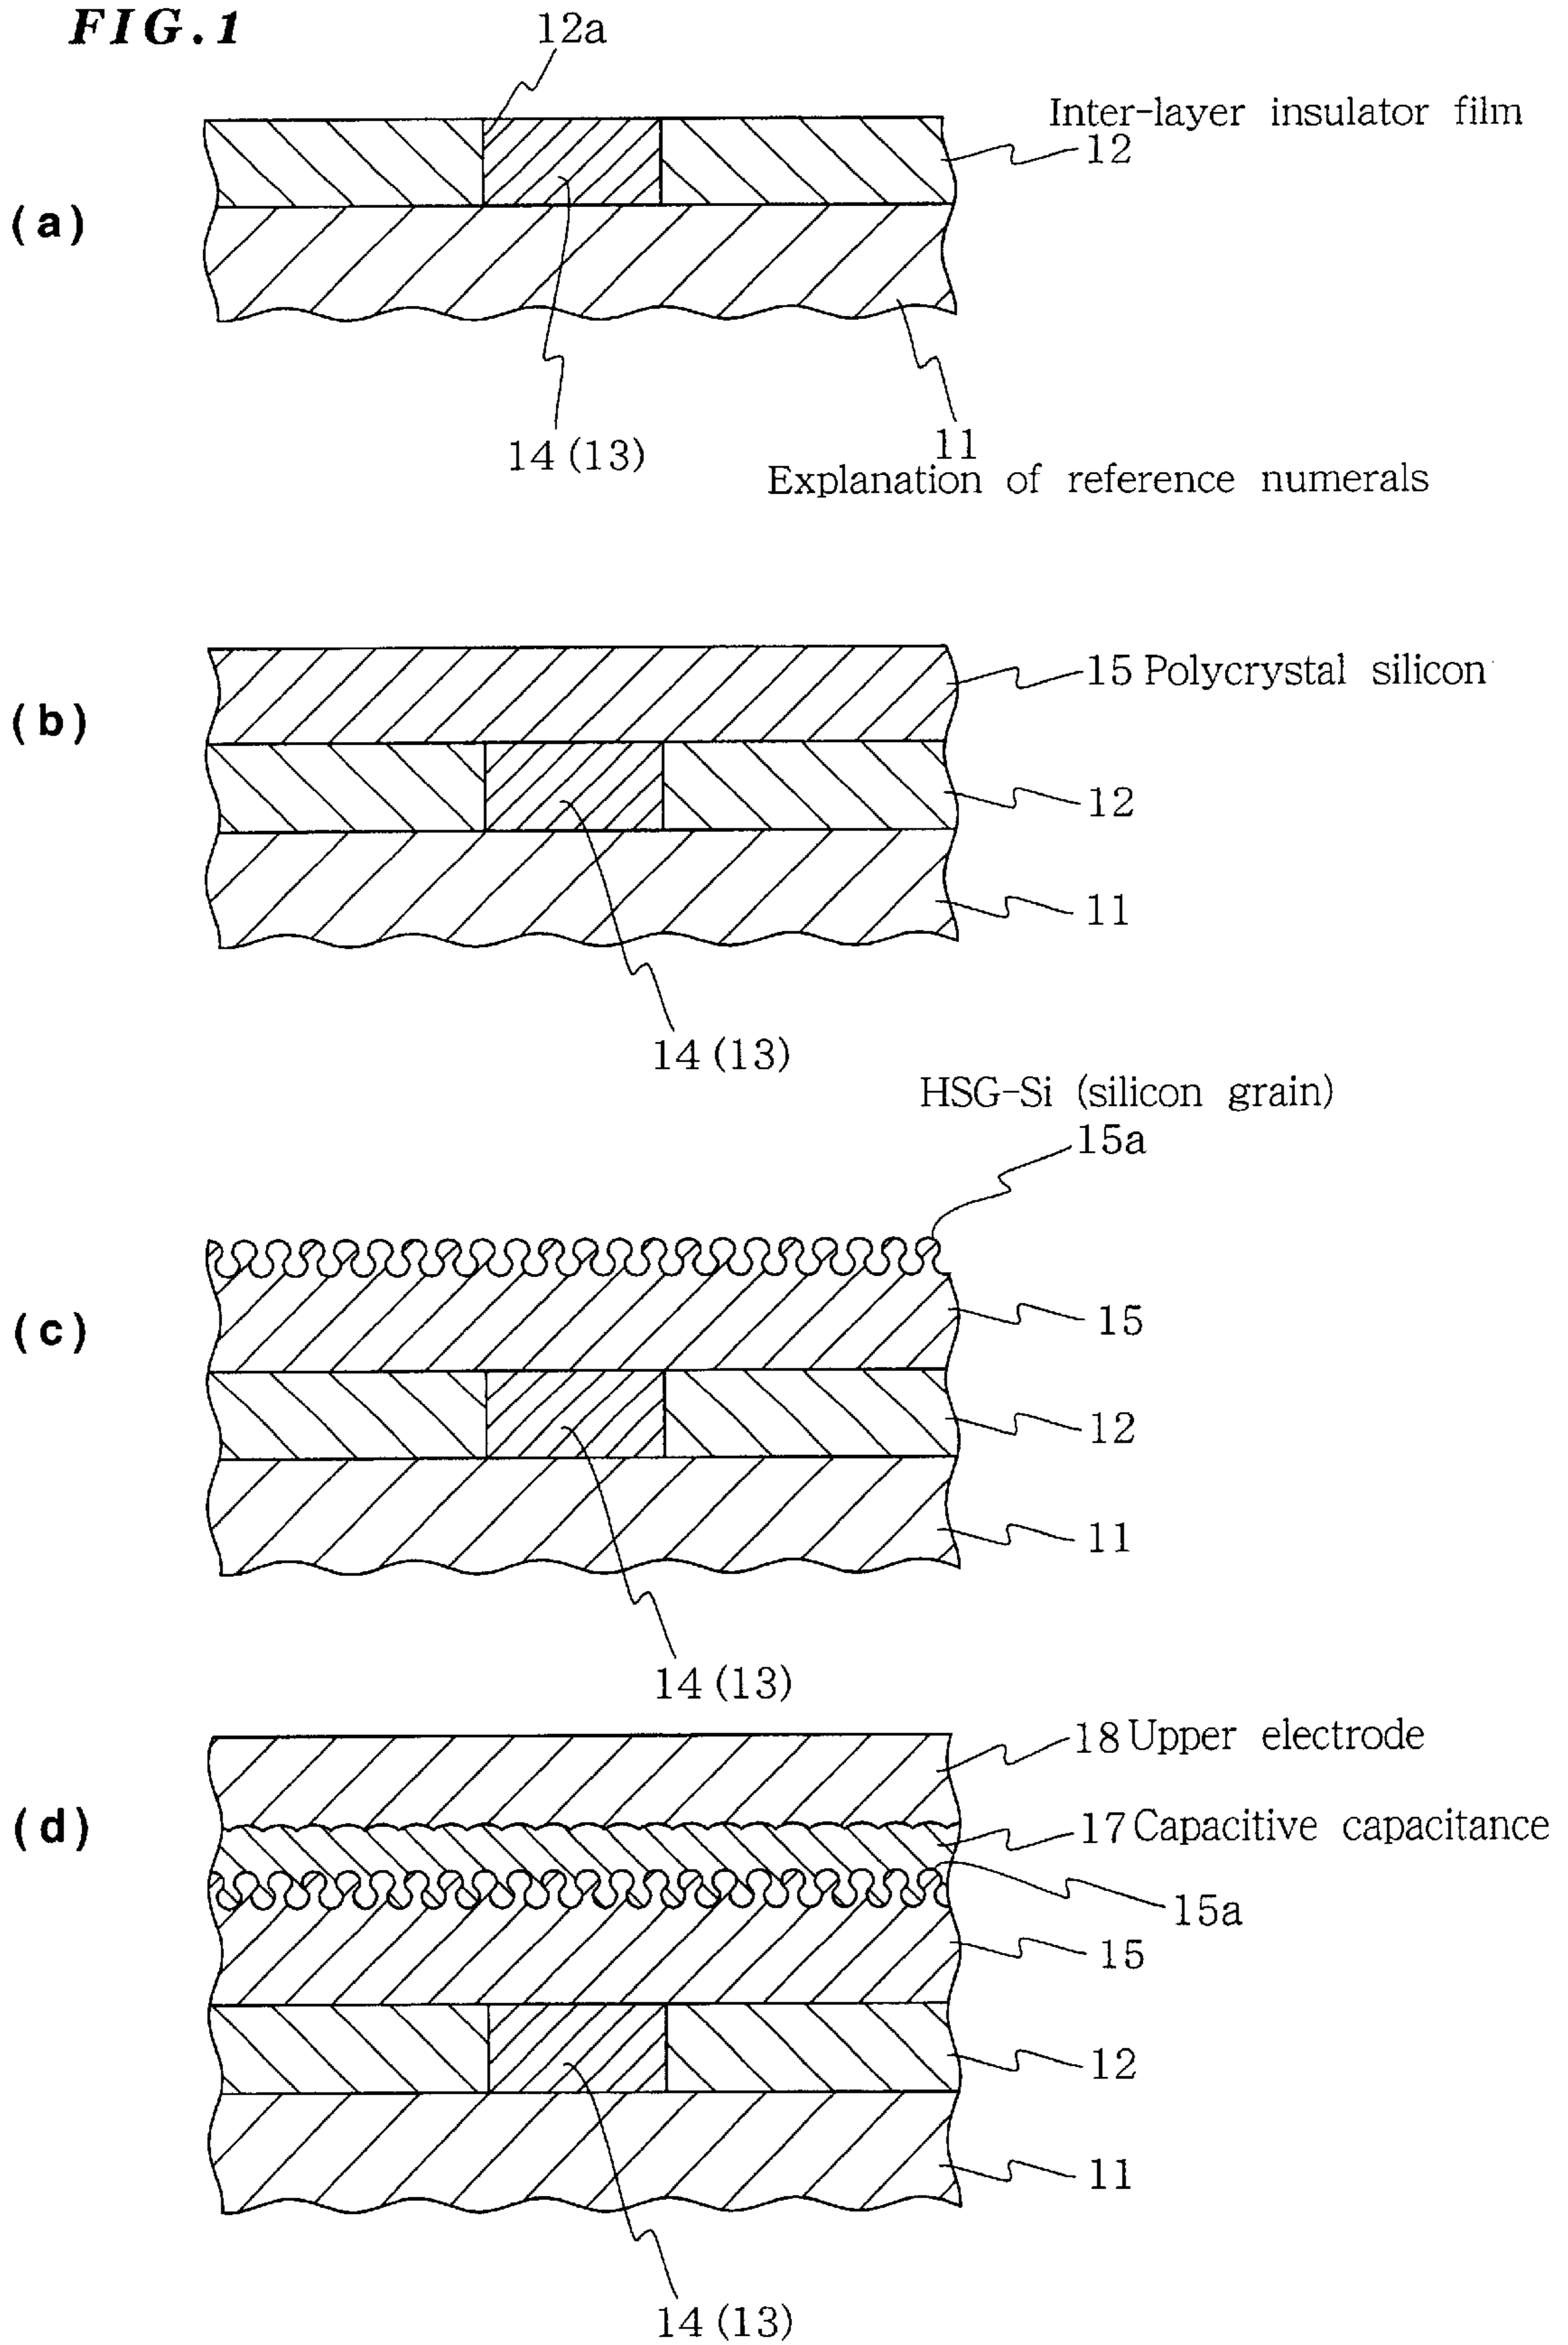 FIG.1
12a
Inter-layer insulator film
12
(a)
14 (13)
11
Explanation of reference numerals
15 Polycrystal silicon
(b)
12
11
14 (13)
HSG-Si (silicon grain)
15a
(c)
15
12
11
14 (13)
18 Upper electrode
(d)
17 Capacitive capacitance
15a
15
12
11
14 (13)